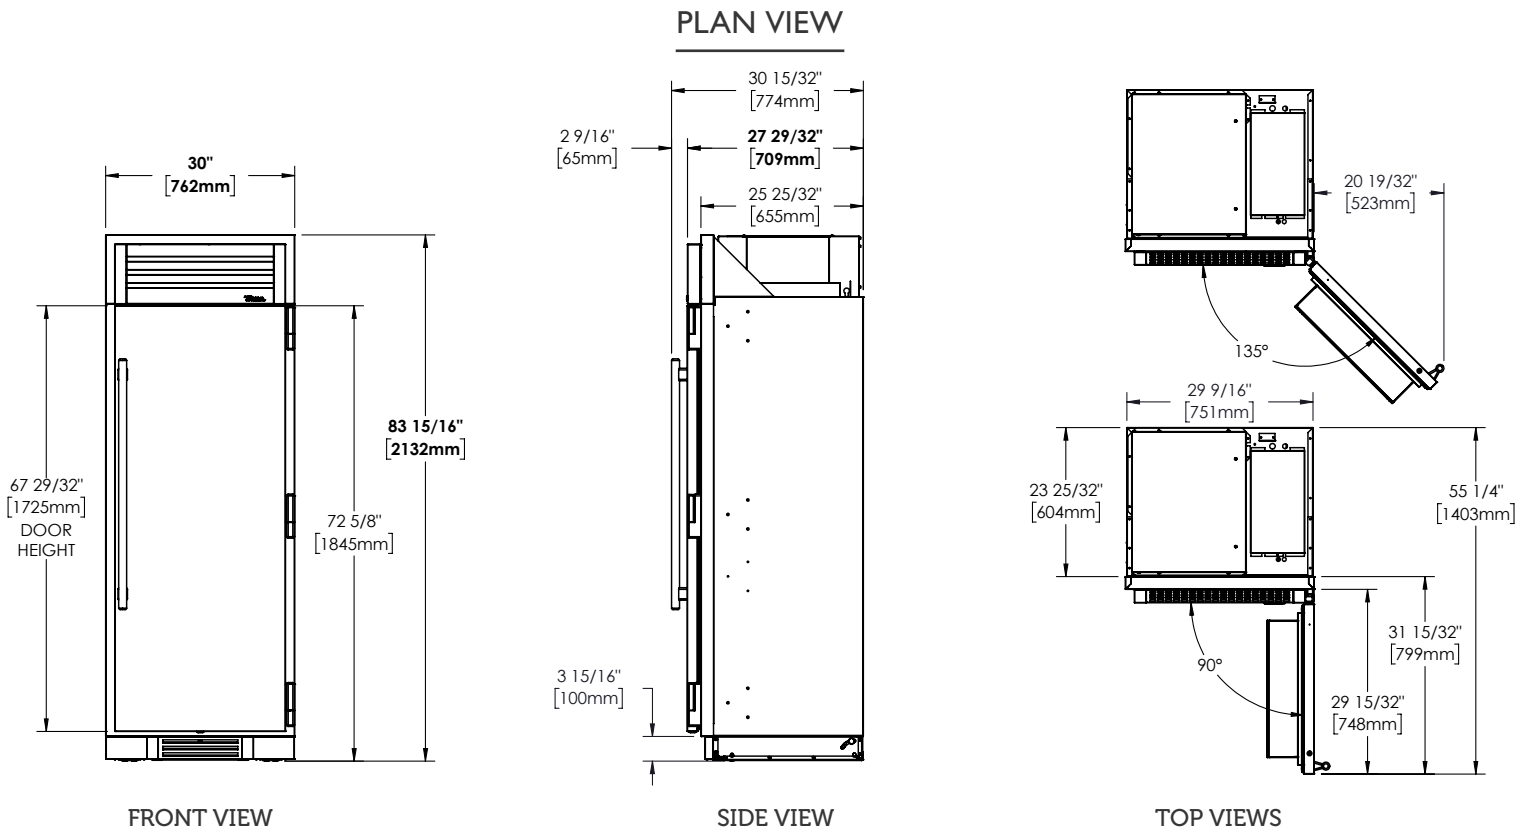 PLAN VIEW
30"
[762mm]
67 29/32"
[1725mm]
DOOR
HEIGHT
72 5/8"
[1845mm]
83 15/16"
[2132mm]
True
FRONT VIEW
30 15/32"
[774mm]
2 9/16"
[65mm]
27 29/32"
[709mm]
25 25/32"
[655mm]
3 15/16"
[100mm]
SIDE VIEW
20 19/32"
[523mm]
135°
29 9/16"
[751mm]
23 25/32"
[604mm]
55 1/4"
[1403mm]
31 15/32"
[799mm]
90°
29 15/32"
[748mm]
TOP VIEWS